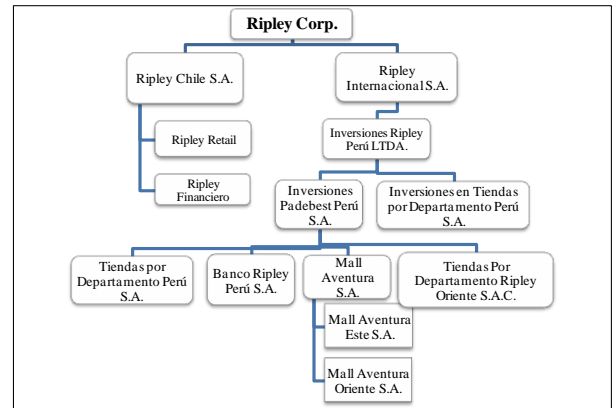 Ripley Corp.
Ripley Chile S.A.
Ripley
Internacional S.A.
Ripley Retail
Ripley
Financiero
Inversiones Ripley
Perú LTDA.
Inversiones
Padebest Perú
S.A.
Inversiones en Tiendas
por Departamento Perú
S.A.
Tiendas por
Departamento Perú
S.A.
Banco Ripley
Perú S.A.
Mall
Aventura
S.A.
Tiendas Por
Departamento Ripley
Oriente S.A.C.
Mall Aventura
Este S.A.
Mall Aventura
Oriente S.A.